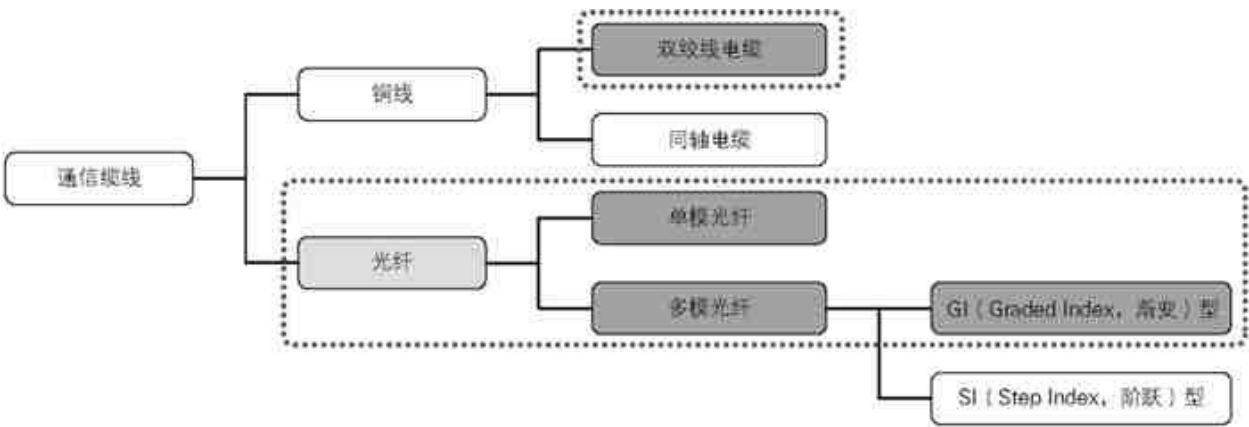 双绞线电缆
铜线
同轴电缆
通信缆线
单模光纤
光纤
多模光纤
GI（Graded Index，渐变）型
SI（Step Index，阶跃）型